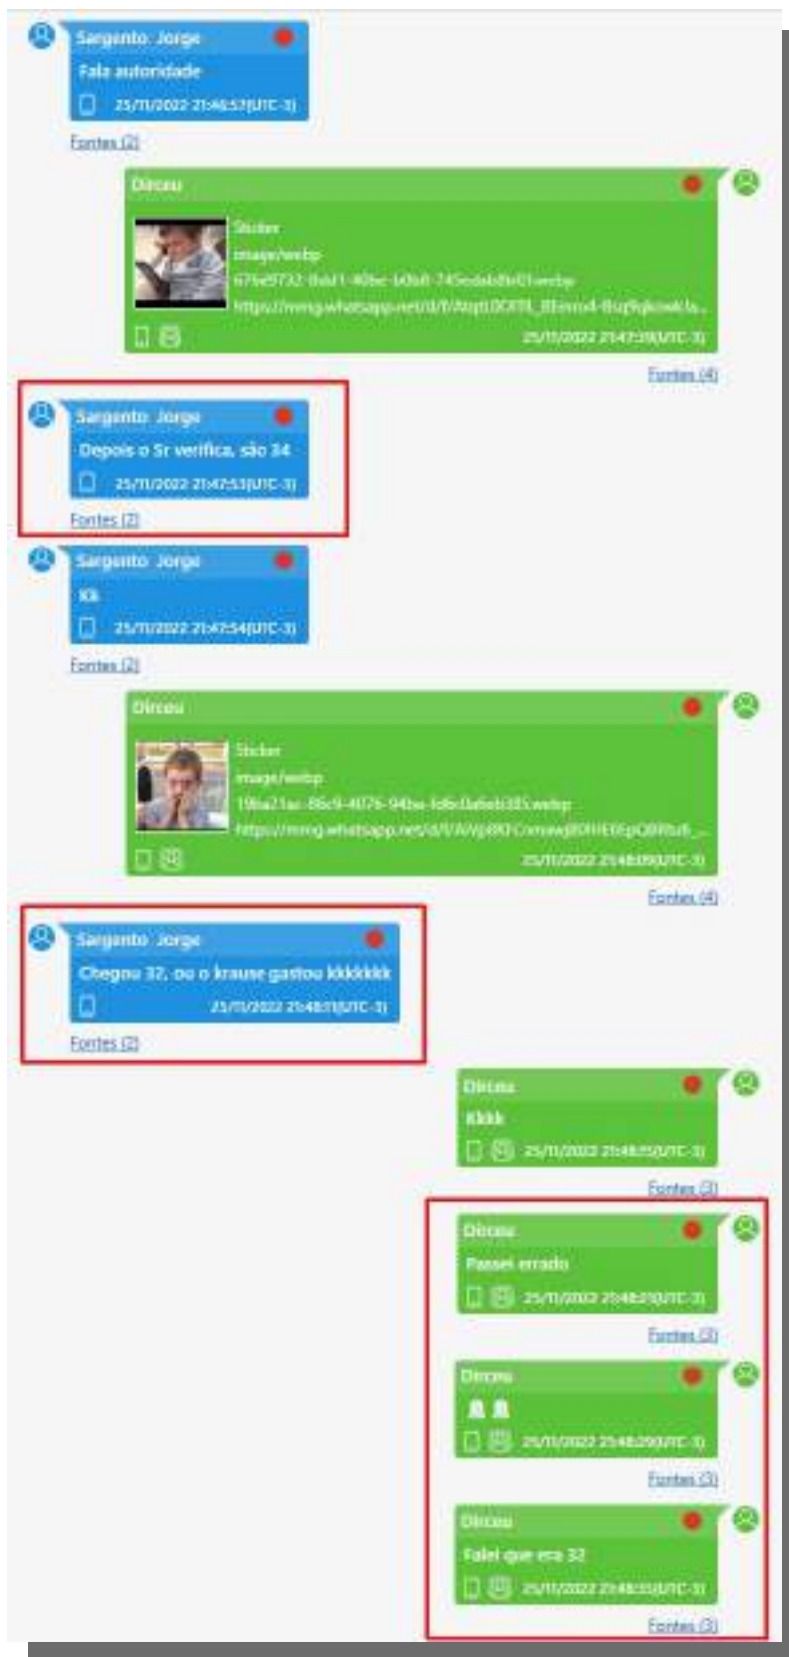 Sargento Jorge
Fala autoridade
25/11/2022 21:46:57(UTC-3)
Fontes (2)
Dirceu
Sticker
image/webp
25/11/2022 21:47:39(UTC-3)
Fontes (4)
Sargento Jorge
Depois o Sr verifica, são 34
25/11/2022 21:47:53(UTC-3)
Fontes (2)
Sargento Jorge
Kk
25/11/2022 21:47:54(UTC-3)
Fontes (2)
Dirceu
Sticker
image/webp
25/11/2022 21:48:09(UTC-3)
Fontes (4)
Sargento Jorge
Chegou 32, ou o krause gastou kkkkkkk
25/11/2022 21:48:11(UTC-3)
Fontes (2)
Dirceu
Kkkk
25/11/2022 21:48:15(UTC-3)
Fontes (3)
Dirceu
Passei errado
25/11/2022 21:48:25(UTC-3)
Fontes (3)
Dirceu
25/11/2022 21:48:29(UTC-3)
Fontes (3)
Dirceu
Falei que era 32
25/11/2022 21:48:35(UTC-3)
Fontes (3)